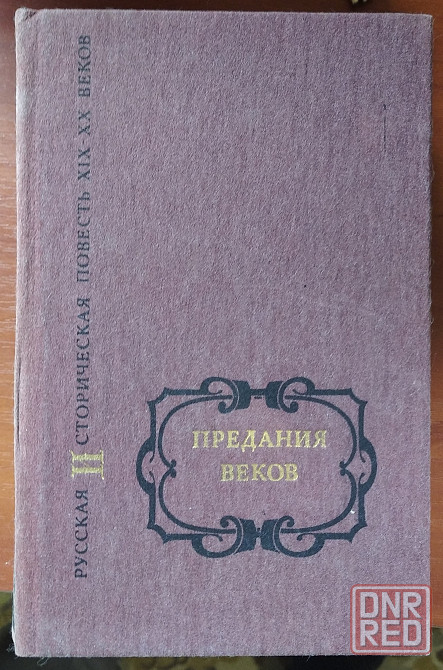 РУССКАЯ ИСТОРИЧЕСКАЯ ПОВЕСТЬ XIX XX ВЕКОВ
ПРЕДАНИЯ
ВЕКОВ
DNR
RED